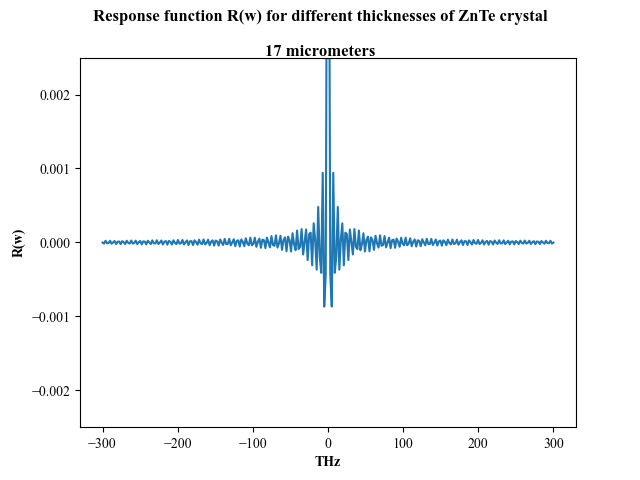 Response function R(w) for different thicknesses of ZnTe crystal
17 micrometers
0.002
0.001
0.000
−0.001
−0.002
R(w)
−300 −200 −100 0 100 200 300
THz